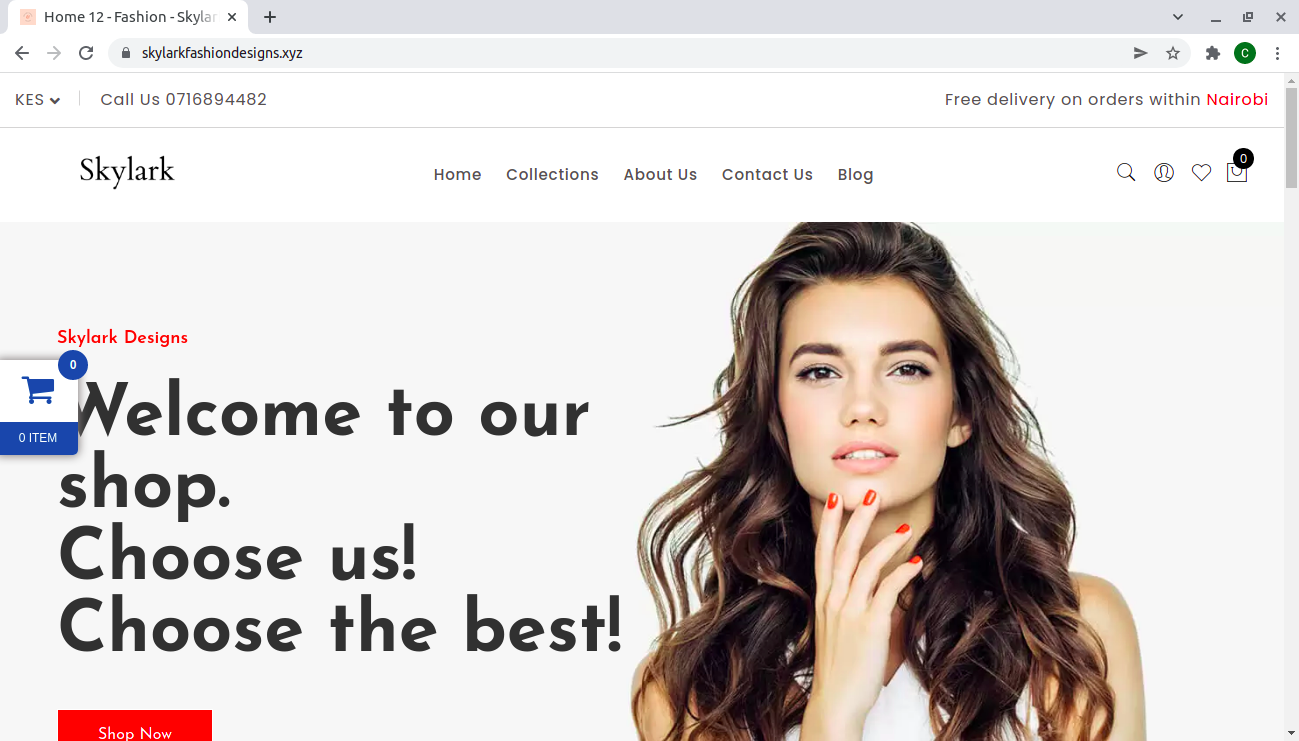 Home 12 - Fashion - Skylar
skylarkfashiondesigns.xyz
C
KES
Call Us 0716894482
Free delivery on orders within Nairobi
Skylark
Home
Collections
About Us
Contact Us
Blog
0
Skylark Designs
0
0 ITEM
Welcome to our
shop.
Choose us!
Choose the best!
Shop Now